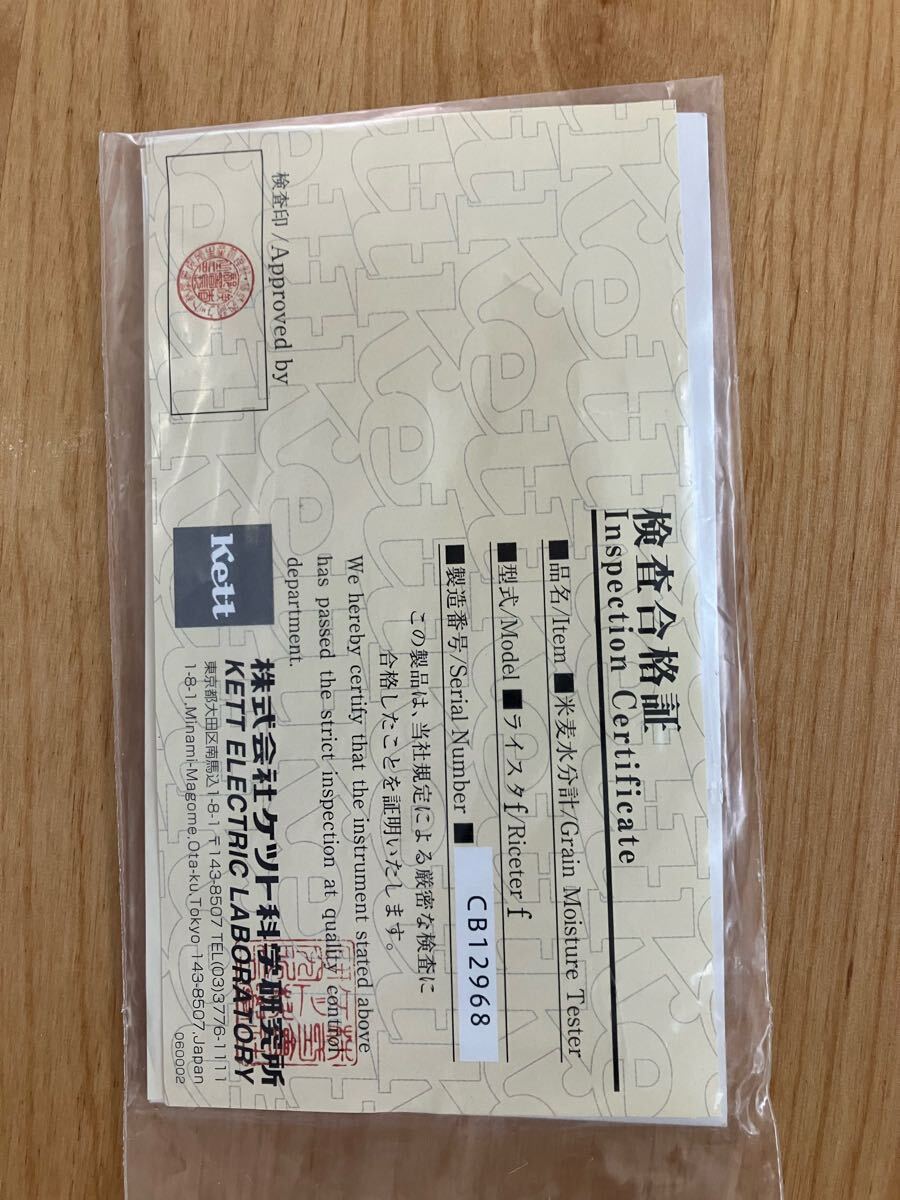 検査合格証
Inspection Certificate
■品名/Item ■米麦水分計/Grain Moisture Tester
■型式/Model ■ライスタf/Riceter f
■製造番号/Serial Number ■ CB12968
この製品は、当社規定による厳密な検査に
合格したことを証明いたします。
We hereby certify that the instrument stated above
has passed the strict inspection at quality control
department.
検査印/Approved by
Kett
株式会社ケツト科学研究所
KETT ELECTRIC LABORATORY
東京都大田区南馬込1-8-1 〒143-8507 TEL(03)3776-1111
1-8-1,Minami-Magome,Ota-ku,Tokyo 143-8507,Japan
060002